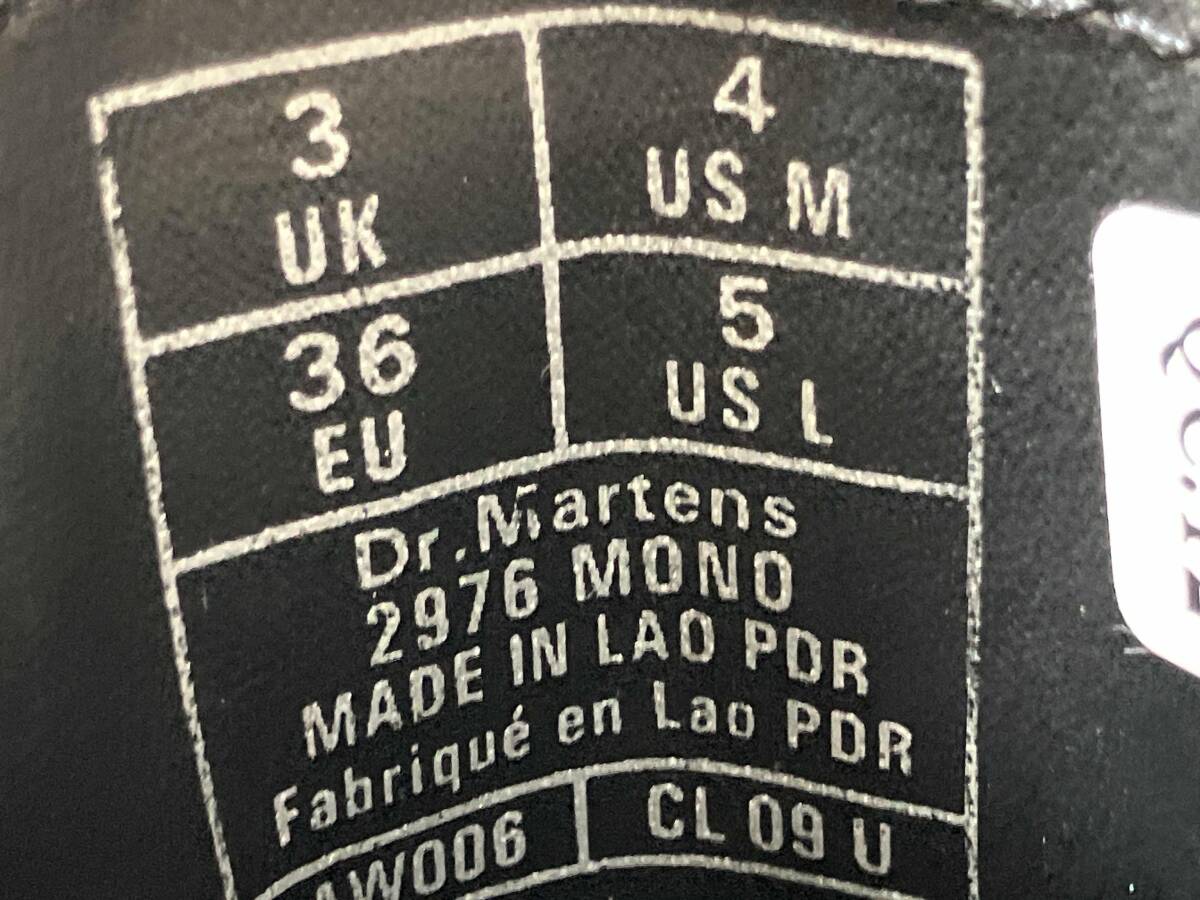 3
UK
4
US M
36
EU
5
US L
Dr. Martens
2976 MONO
MADE IN LAO PDR
Fabriqué en Lao PDR
AW006
CL 09 U